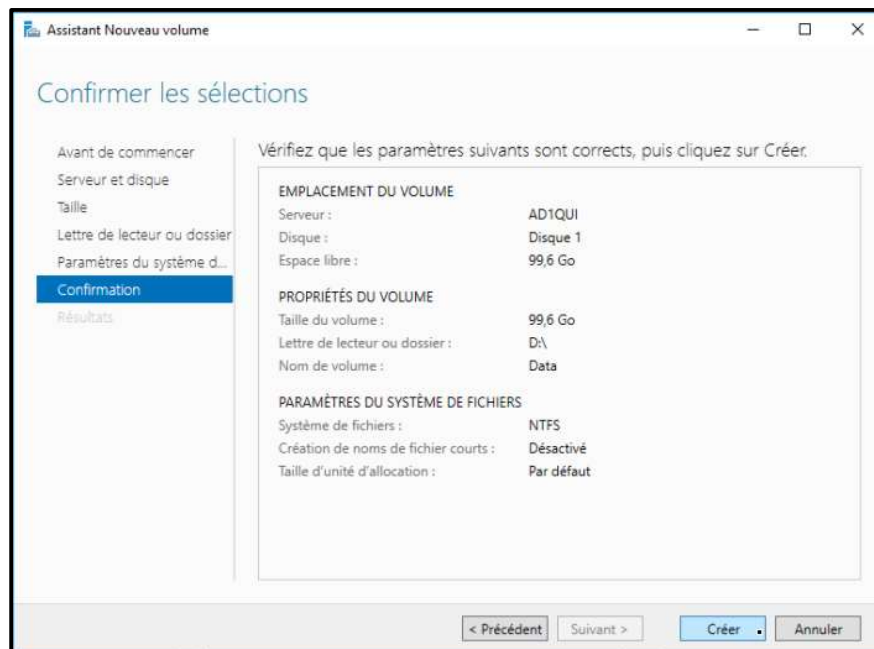 Assistant Nouveau volume
Confirmer les sélections
Avant de commencer
Serveur et disque
Taille
Lettre de lecteur ou dossier
Paramètres du système d...
Confirmation
Résultats
Vérifiez que les paramètres suivants sont corrects, puis cliquez sur Créer.
EMPLACEMENT DU VOLUME
Serveur : AD1QUI
Disque : Disque 1
Espace libre : 99,6 Go
PROPRIÉTÉS DU VOLUME
Taille du volume : 99,6 Go
Lettre de lecteur ou dossier : D:\
Nom de volume : Data
PARAMÈTRES DU SYSTÈME DE FICHIERS
Système de fichiers : NTFS
Création de noms de fichier courts : Désactivé
Taille d'unité d'allocation : Par défaut
< Précédent Suivant > Créer Annuler